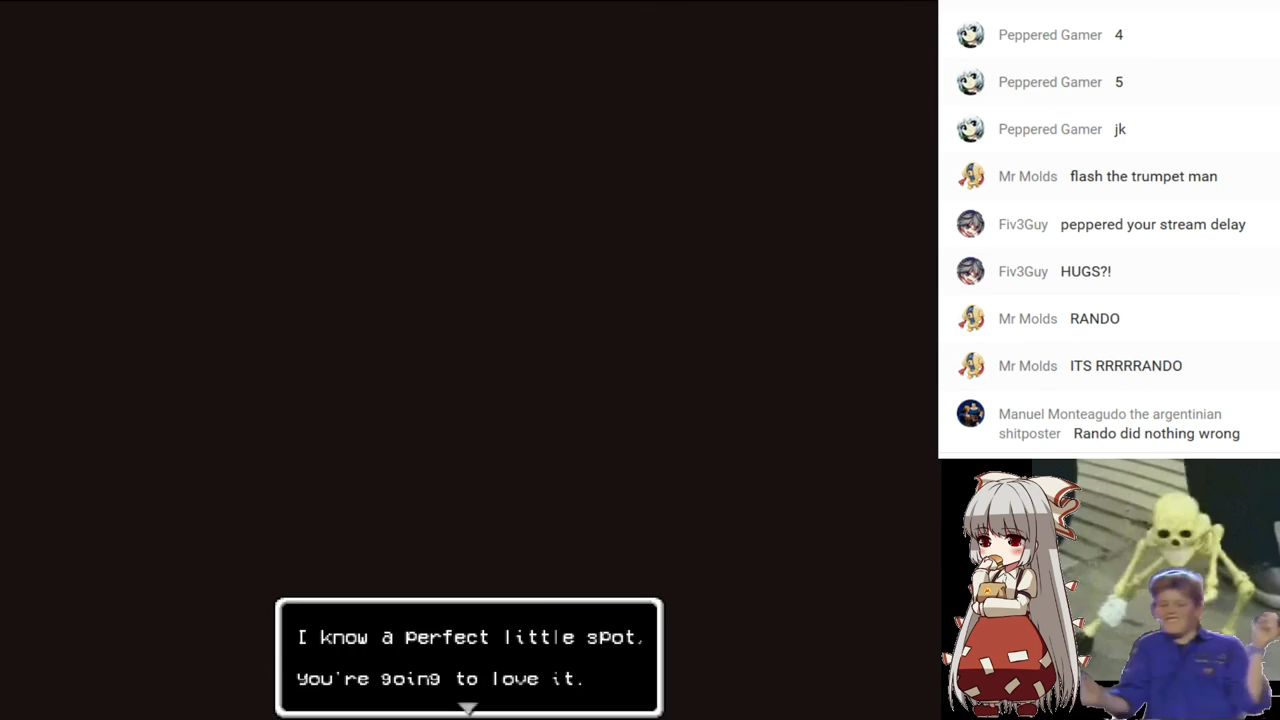 Peppered Gamer 4
Peppered Gamer 5
Peppered Gamer jk
Mr Molds flash the trumpet man
Fiv3Guy peppered your stream delay
Fiv3Guy HUGS?!
Mr Molds RANDO
Mr Molds ITS RRRRRANDO
Manuel Monteagudo the argentinian
shitposter Rando did nothing wrong
I know a perfect little spot,
you're going to love it.